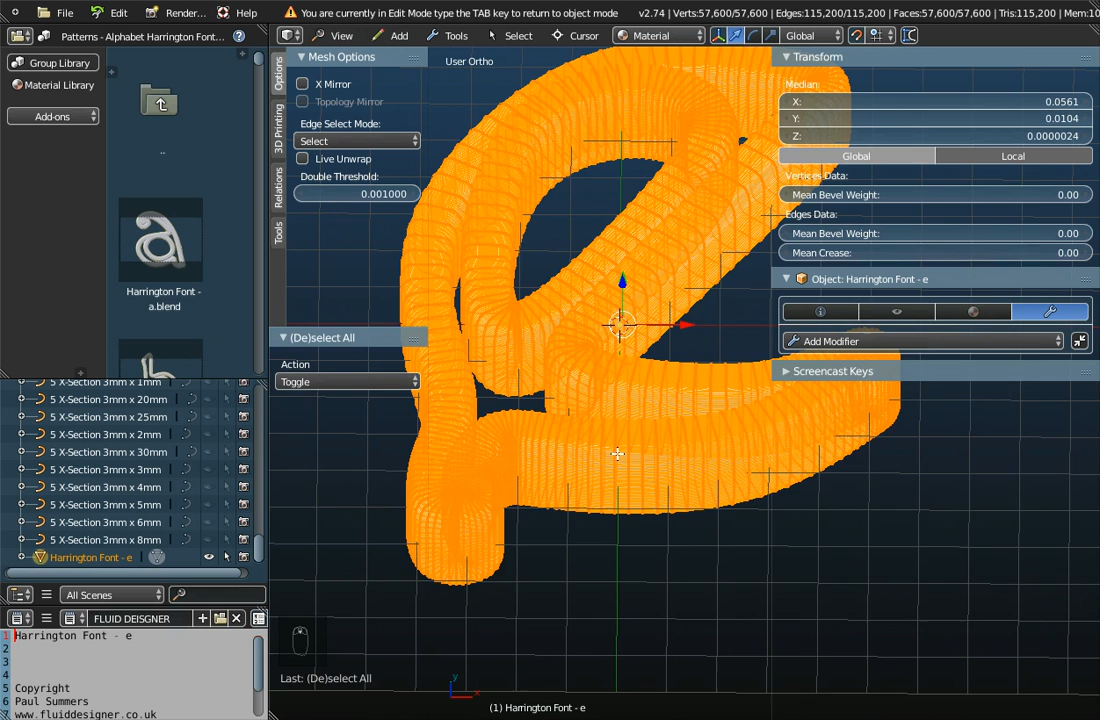 File Edit Render... Help You are currently in Edit Mode type the TAB key to return to object mode v2.74 | Verts:57,600/57,600 | Edges:115,200/115,200 | Faces:57,600/57,600 | Tris:115,200 | Mem:10
Patterns - Alphabet Harrington Font...
View Add Tools Select Cursor Material Global
Group Library
Material Library
Add-ons
..
Harrington Font -
a.blend
Options
3D Printing
Relations
Tools
Mesh Options
X Mirror
Topology Mirror
Edge Select Mode:
Select
Live Unwrap
Double Threshold:
0.001000
(De)select All
Action
Toggle
User Ortho
Transform
Median:
X: 0.0561
Y: 0.0104
Z: 0.0000024
Global Local
Vertices Data:
Mean Bevel Weight: 0.00
Edges Data:
Mean Bevel Weight: 0.00
Mean Crease: 0.00
Object: Harrington Font - e
Add Modifier
Screencast Keys
5 X-Section 3mm x 1mm
5 X-Section 3mm x 20mm
5 X-Section 3mm x 25mm
5 X-Section 3mm x 2mm
5 X-Section 3mm x 30mm
5 X-Section 3mm x 3mm
5 X-Section 3mm x 4mm
5 X-Section 3mm x 5mm
5 X-Section 3mm x 6mm
5 X-Section 3mm x 8mm
Harrington Font - e
All Scenes
FLUID DEISGNER
1 Harrington Font - e
2
3
4
5 Copyright
6 Paul Summers
7 www.fluiddesigner.co.uk
Last: (De)select All
y
x
(1) Harrington Font - e